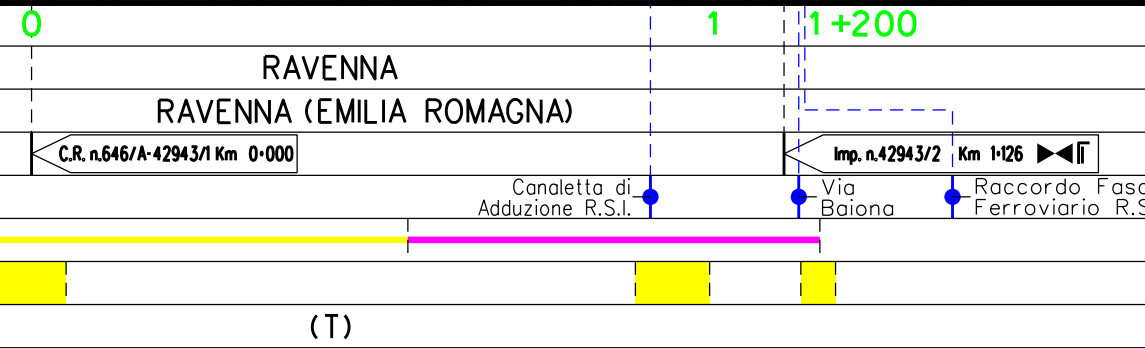 0 1 1+200
RAVENNA
RAVENNA (EMILIA ROMAGNA)
C.R. n.646/A-42943/1 Km 0+000
Imp. n.42943/2 Km 1+126
Canaletta di
Adduzione R.S.I.
Via
Baiona
Raccordo Fasc
Ferroviario R.S
(T)